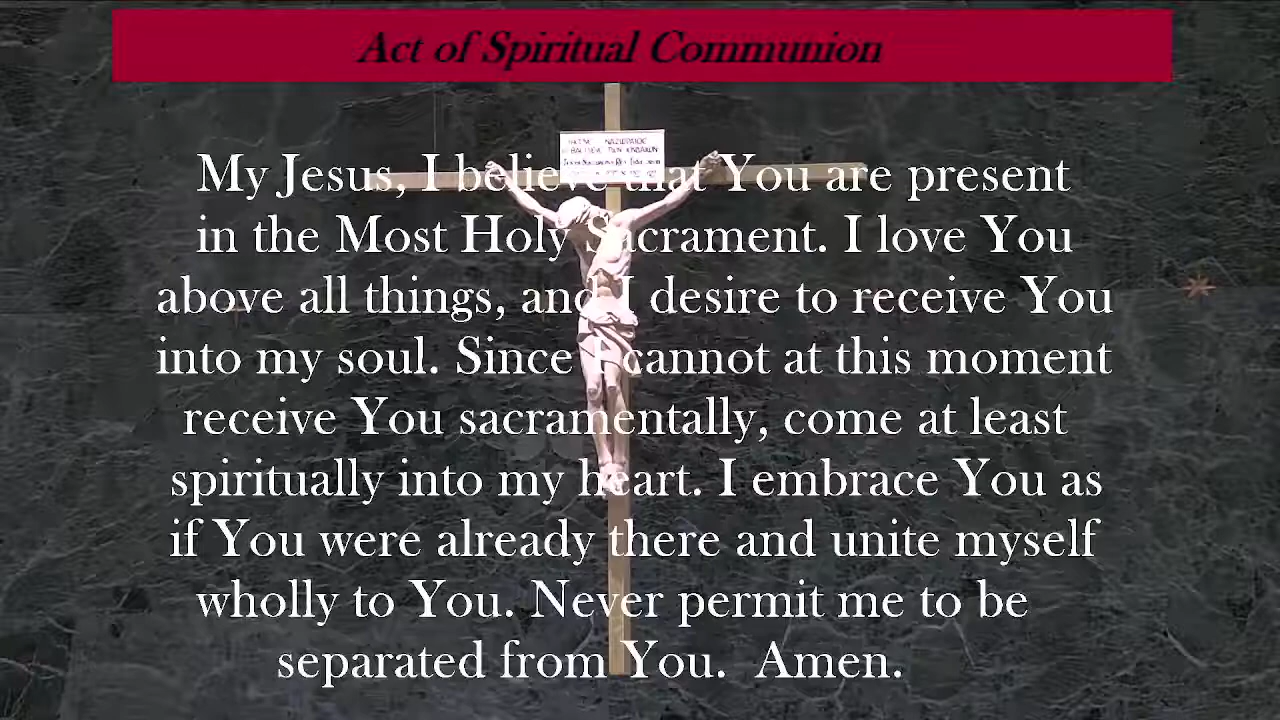 Act of Spiritual Communion
My Jesus, I believe that You are present
in the Most Holy Sacrament. I love You
above all things, and I desire to receive You
into my soul. Since I cannot at this moment
receive You sacramentally, come at least
spiritually into my heart. I embrace You as
if You were already there and unite myself
wholly to You. Never permit me to be
separated from You.  Amen.